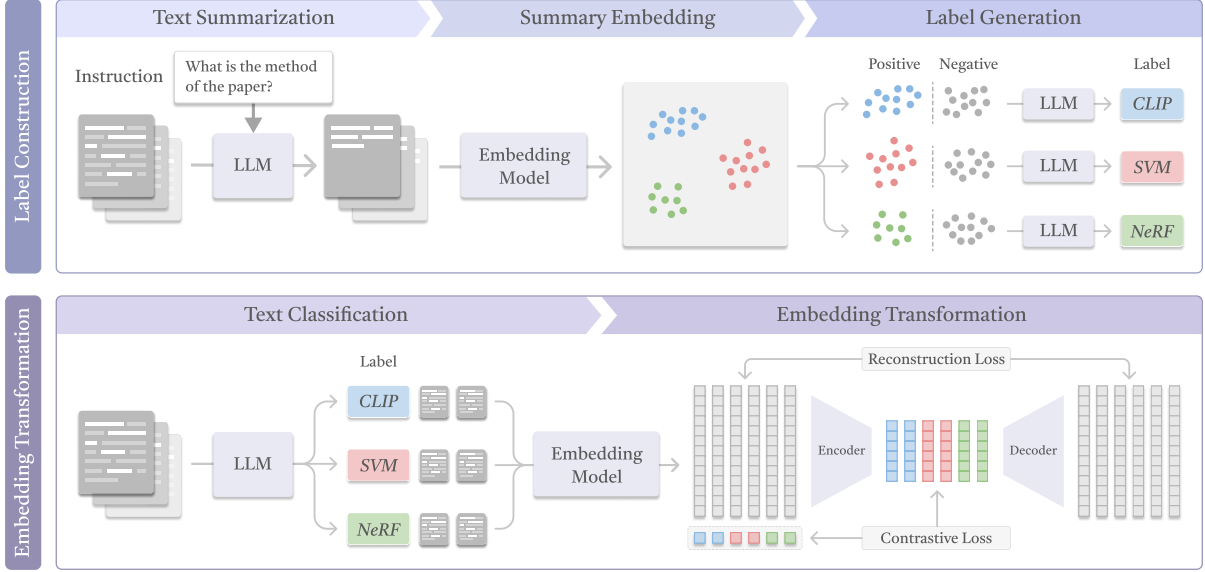 Label Construction
Text Summarization
Summary Embedding
Label Generation
Instruction
What is the method
of the paper?
LLM
Embedding
Model
Positive
Negative
Label
LLM
CLIP
LLM
SVM
LLM
NeRF
Embedding Transformation
Text Classification
Embedding Transformation
Label
LLM
CLIP
SVM
NeRF
Embedding
Model
Reconstruction Loss
Encoder
Decoder
Contrastive Loss